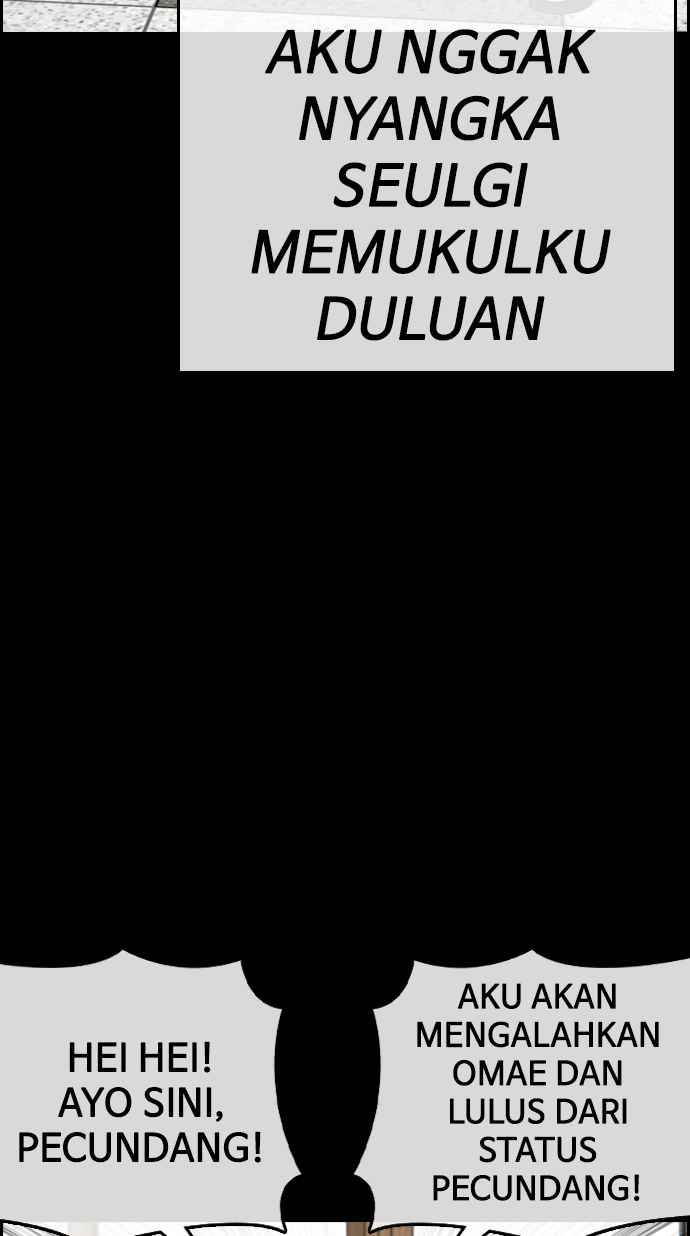 AKU NGGAK
NYANGKA
SEULGI
MEMUKULKU
DULUAN
HEI HEI!
AYO SINI,
PECUNDANG!
AKU AKAN
MENGALAHKAN
OMAE DAN
LULUS DARI
STATUS
PECUNDANG!